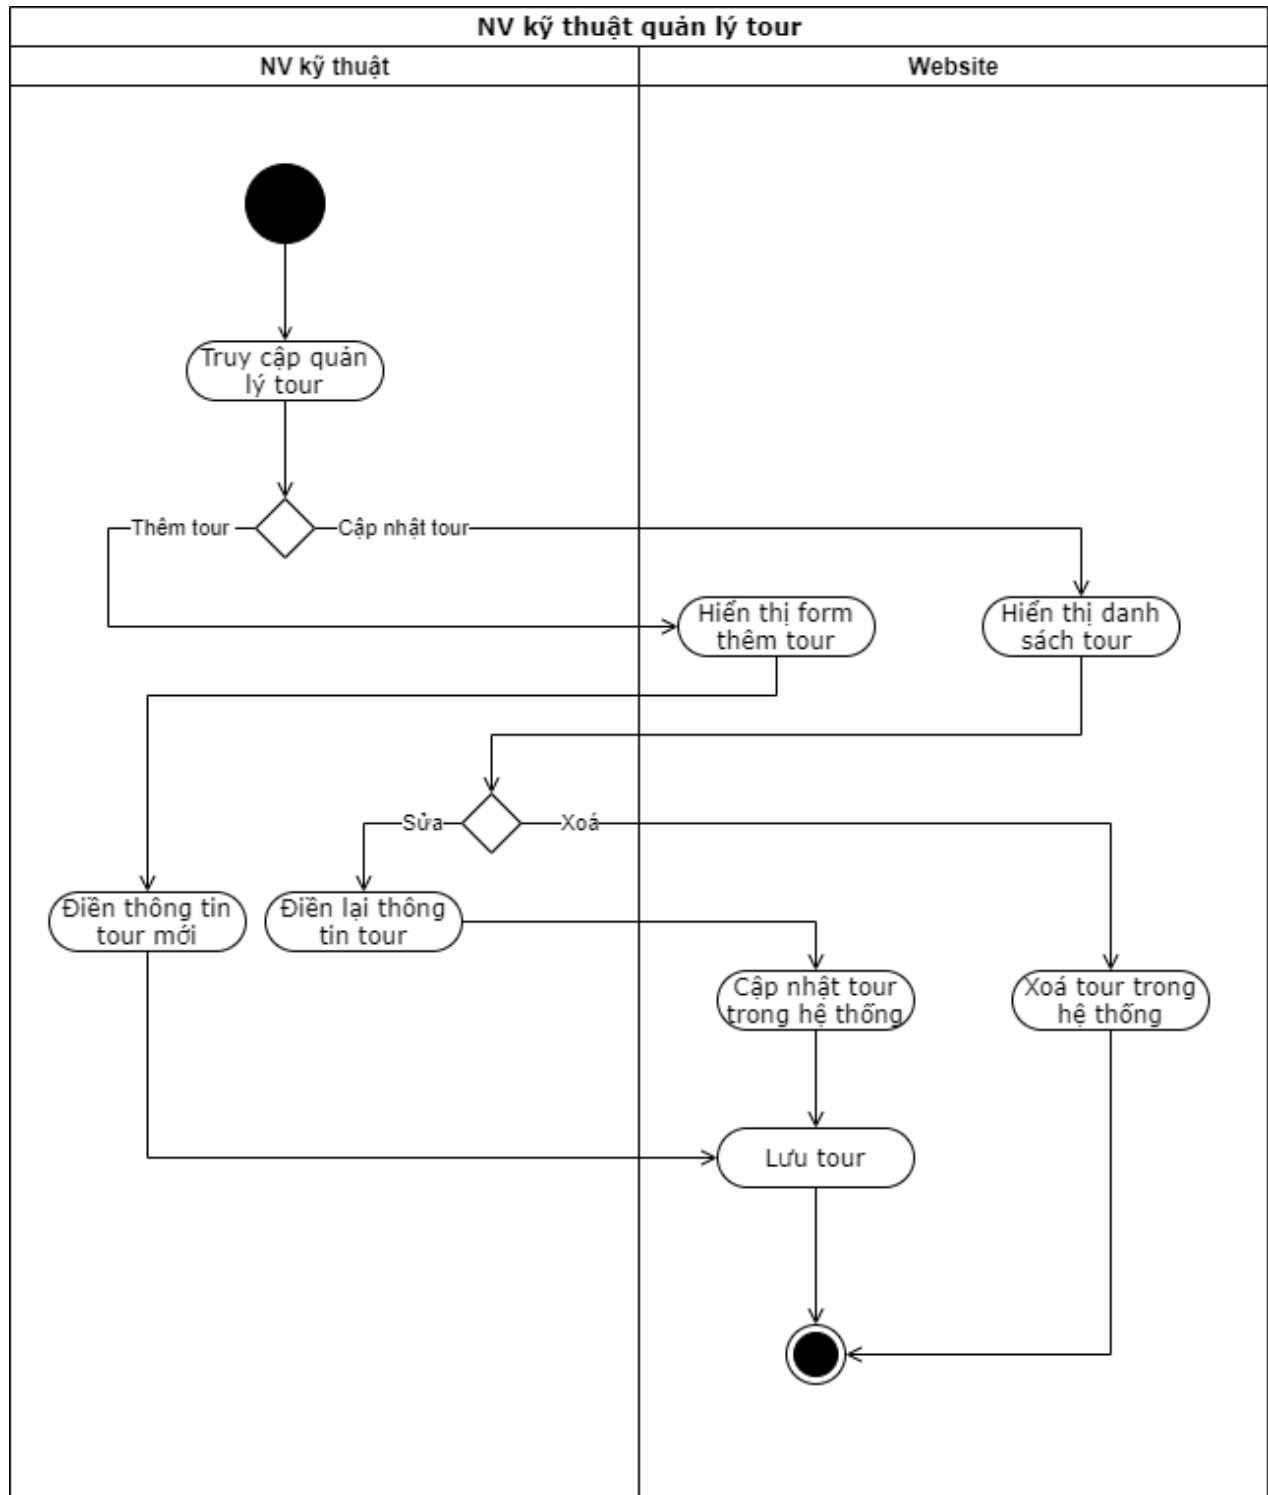 NV kỹ thuật quản lý tour
NV kỹ thuật
Website
Truy cập quản
lý tour
Thêm tour
Cập nhật tour
Hiển thị form
thêm tour
Hiển thị danh
sách tour
Sửa
Xoá
Điền thông tin
tour mới
Điền lại thông
tin tour
Cập nhật tour
trong hệ thống
Xoá tour trong
hệ thống
Lưu tour